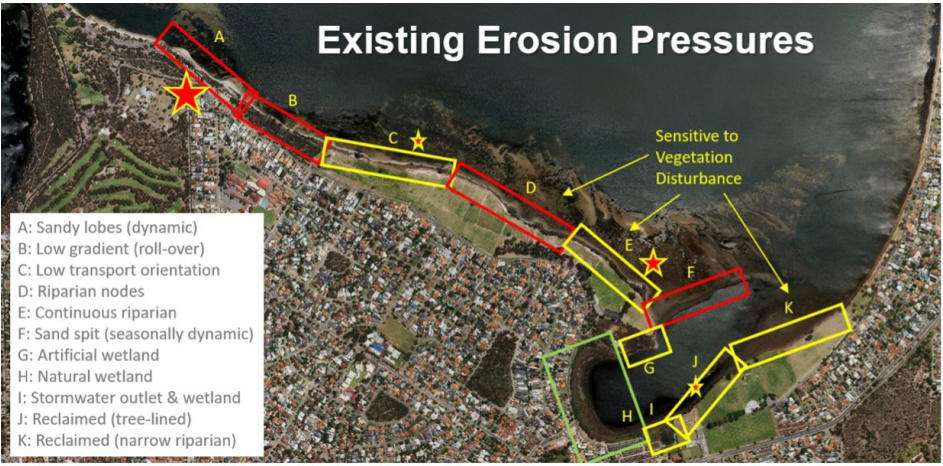 Existing Erosion Pressures
A
B
C
D
E
F
G
H
I
J
K
Sensitive to
Vegetation
Disturbance
A: Sandy lobes (dynamic)
B: Low gradient (roll-over)
C: Low transport orientation
D: Riparian nodes
E: Continuous riparian
F: Sand spit (seasonally dynamic)
G: Artificial wetland
H: Natural wetland
I: Stormwater outlet & wetland
J: Reclaimed (tree-lined)
K: Reclaimed (narrow riparian)